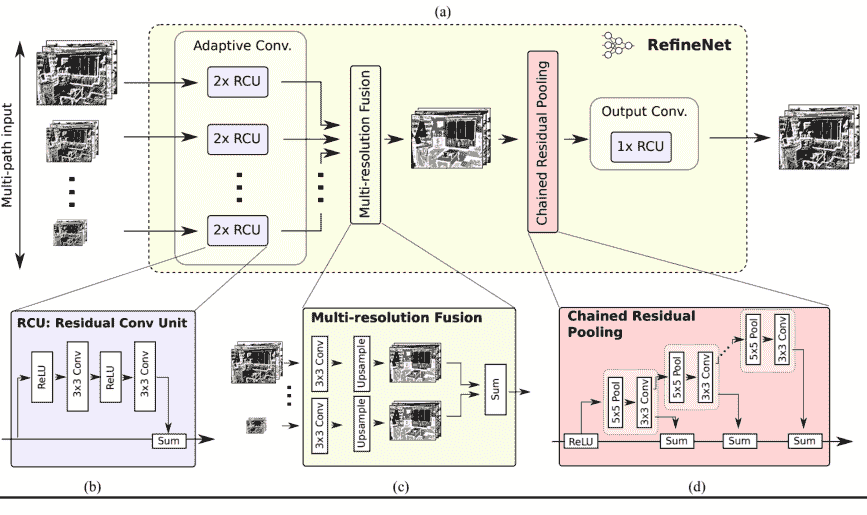 (a)
Multi-path input
Adaptive Conv.
2x RCU
2x RCU
2x RCU
Multi-resolution Fusion
Chained Residual Pooling
RefineNet
Output Conv.
1x RCU
RCU: Residual Conv Unit
ReLU
3x3 Conv
ReLU
3x3 Conv
Sum
Multi-resolution Fusion
3x3 Conv
Upsample
3x3 Conv
Upsample
Sum
Chained Residual
Pooling
ReLU
5x5 Pool
3x3 Conv
5x5 Pool
3x3 Conv
5x5 Pool
3x3 Conv
Sum
Sum
Sum
(b)
(c)
(d)